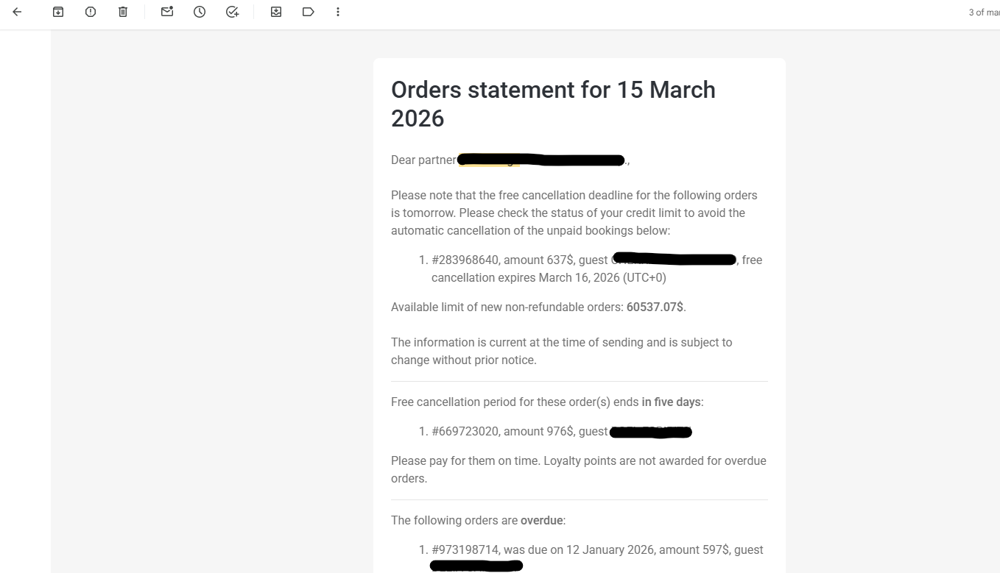 3 of
Orders statement for 15 March
2026
Dear partner .,
Please note that the free cancellation deadline for the following orders
is tomorrow. Please check the status of your credit limit to avoid the
automatic cancellation of the unpaid bookings below:
1. #283968640, amount 637$, guest , free
cancellation expires March 16, 2026 (UTC+0)
Available limit of new non-refundable orders: 60537.07$.
The information is current at the time of sending and is subject to
change without prior notice.
Free cancellation period for these order(s) ends in five days:
1. #669723020, amount 976$, guest
Please pay for them on time. Loyalty points are not awarded for overdue
orders.
The following orders are overdue:
1. #973198714, was due on 12 January 2026, amount 597$, guest